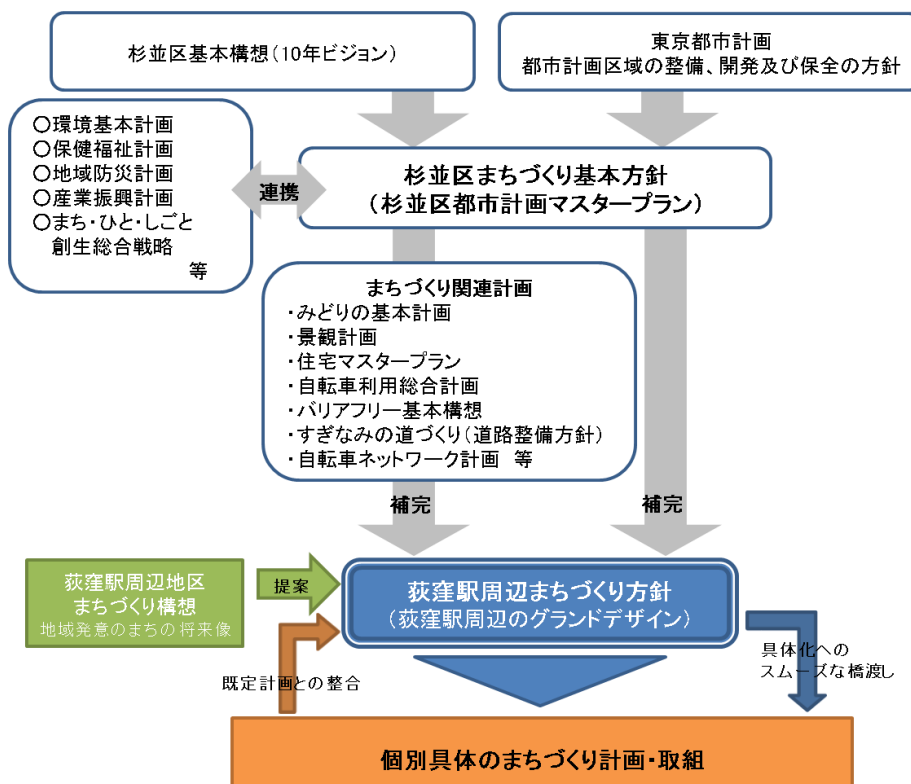 杉並区基本構想（10年ビジョン）
東京都市計画
都市計画区域の整備、開発及び保全の方針
○環境基本計画
○保健福祉計画
○地域防災計画
○産業振興計画
○まち・ひと・しごと
創生総合戦略
等
連携
杉並区まちづくり基本方針
（杉並区都市計画マスタープラン）
まちづくり関連計画
・みどりの基本計画
・景観計画
・住宅マスタープラン
・自転車利用総合計画
・バリアフリー基本構想
・すぎなみの道づくり（道路整備方針）
・自転車ネットワーク計画　等
補完
補完
荻窪駅周辺地区
まちづくり構想
地域発意のまちの将来像
提案
荻窪駅周辺まちづくり方針
（荻窪駅周辺のグランドデザイン）
既定計画との整合
具体化への
スムーズな橋渡し
個別具体のまちづくり計画・取組